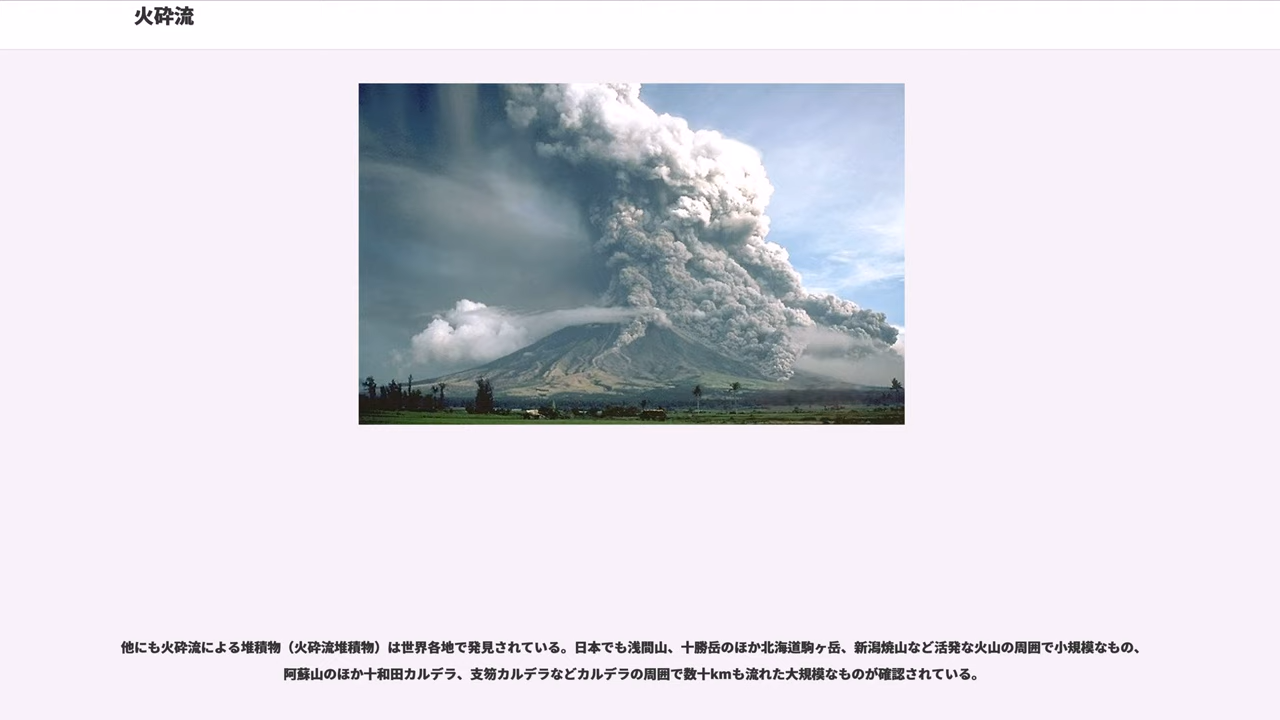 火砕流
他にも火砕流による堆積物（火砕流堆積物）は世界各地で発見されている。日本でも浅間山、十勝岳のほか北海道駒ヶ岳、新潟焼山など活発な火山の周囲で小規模なもの、
阿蘇山のほか十和田カルデラ、支笏カルデラなどカルデラの周囲で数十kmも流れた大規模なものが確認されている。